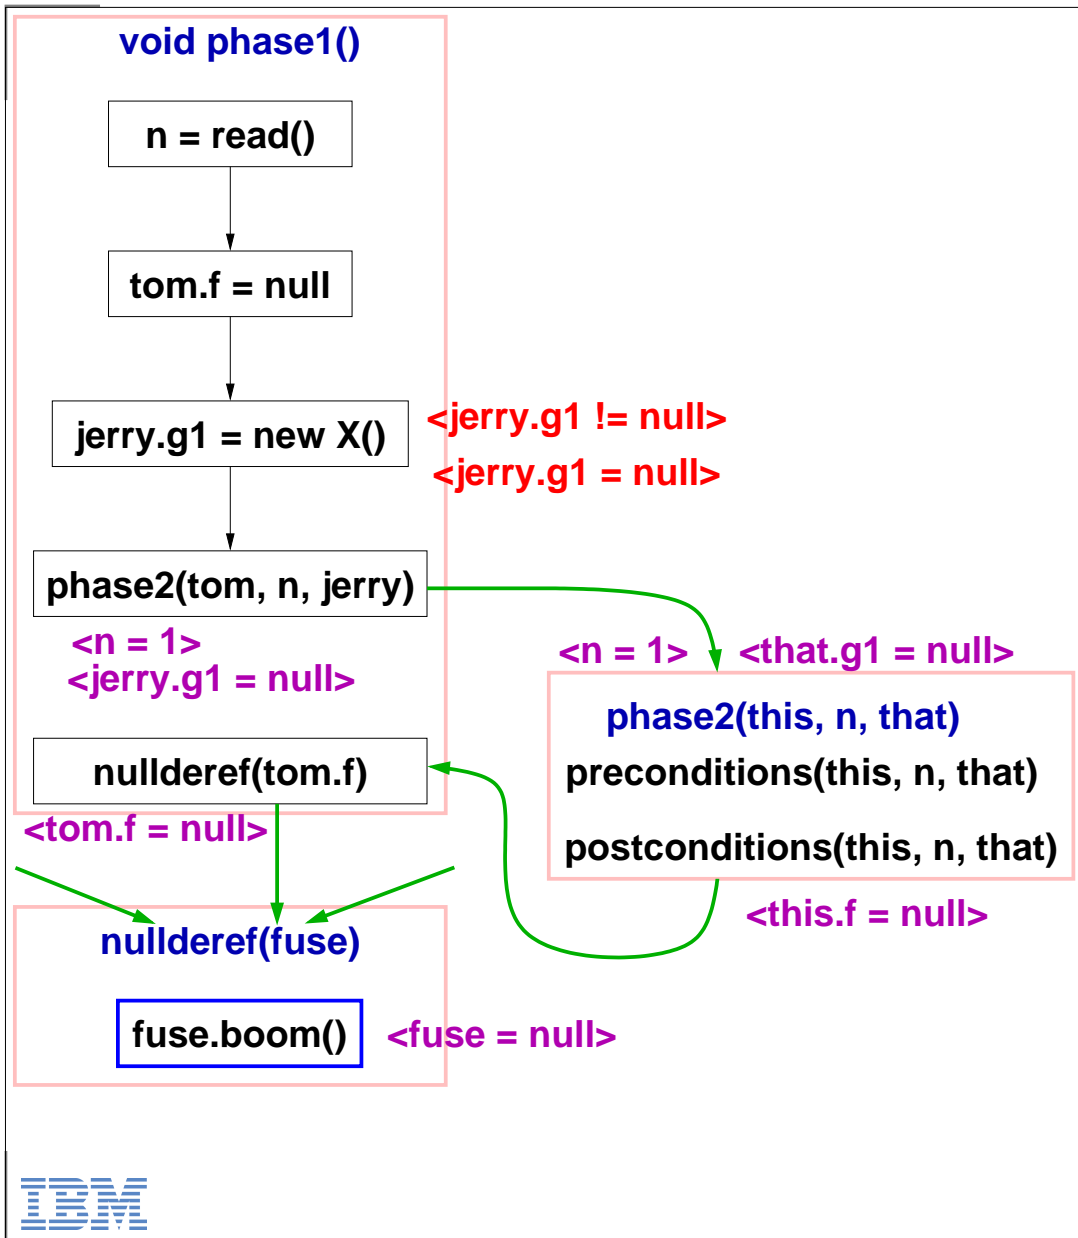 void phase1()
n = read()
tom.f = null
jerry.g1 = new X()
<jerry.g1 != null>
<jerry.g1 = null>
phase2(tom, n, jerry)
<n = 1>
<jerry.g1 = null>
<n = 1> <that.g1 = null>
phase2(this, n, that)
preconditions(this, n, that)
postconditions(this, n, that)
<this.f = null>
nullderef(tom.f)
<tom.f = null>
nullderef(fuse)
fuse.boom()
<fuse = null>
IBM